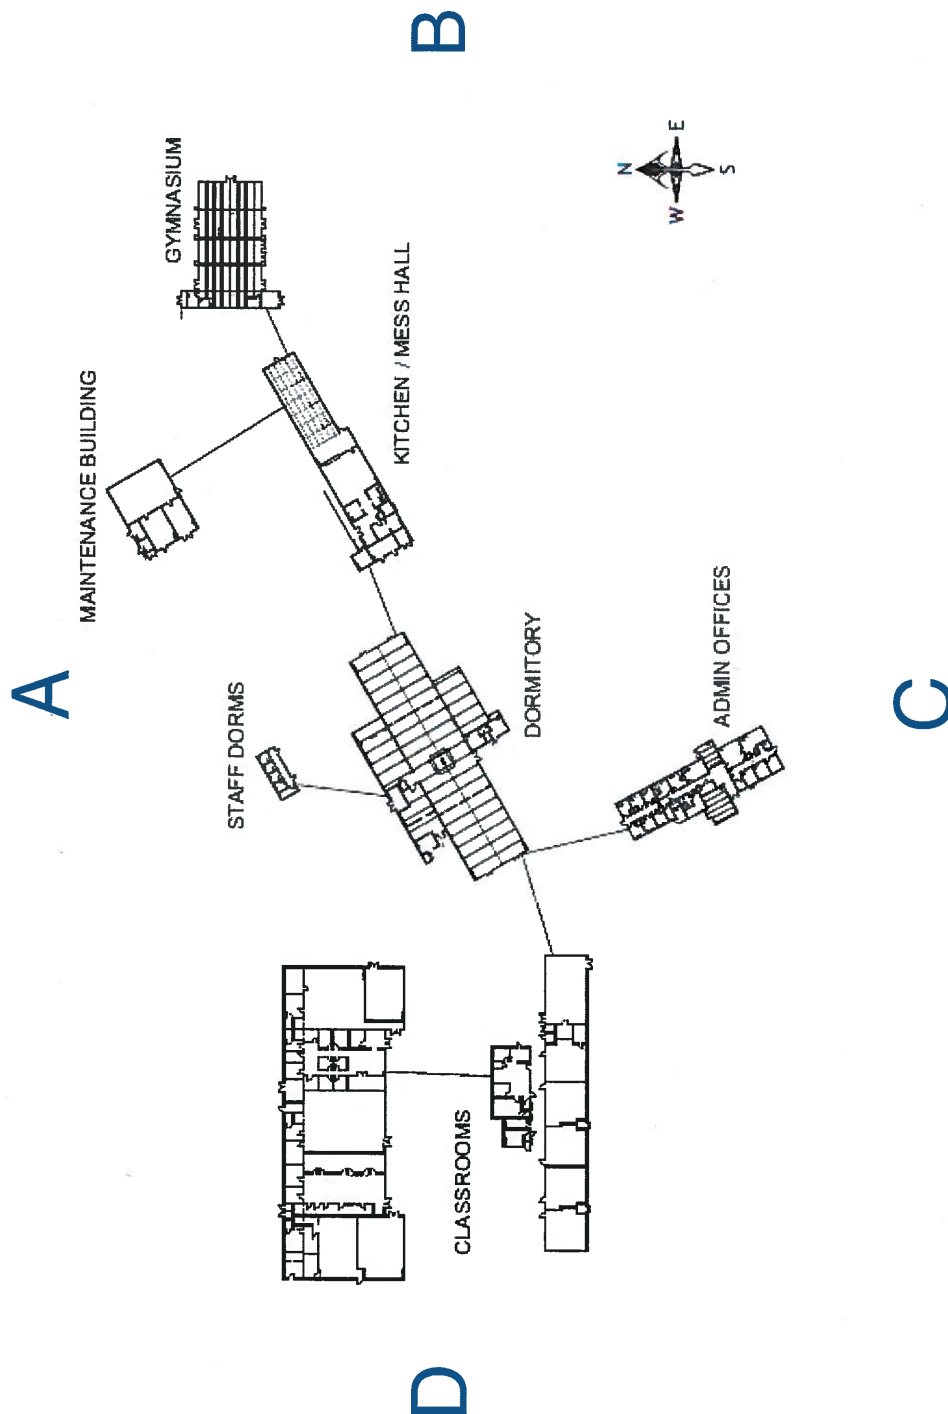 A
B
C
D
MAINTENANCE BUILDING
GYMNASIUM
STAFF DORMS
KITCHEN / MESS HALL
DORMITORY
CLASSROOMS
ADMIN OFFICES
N
W
E
S